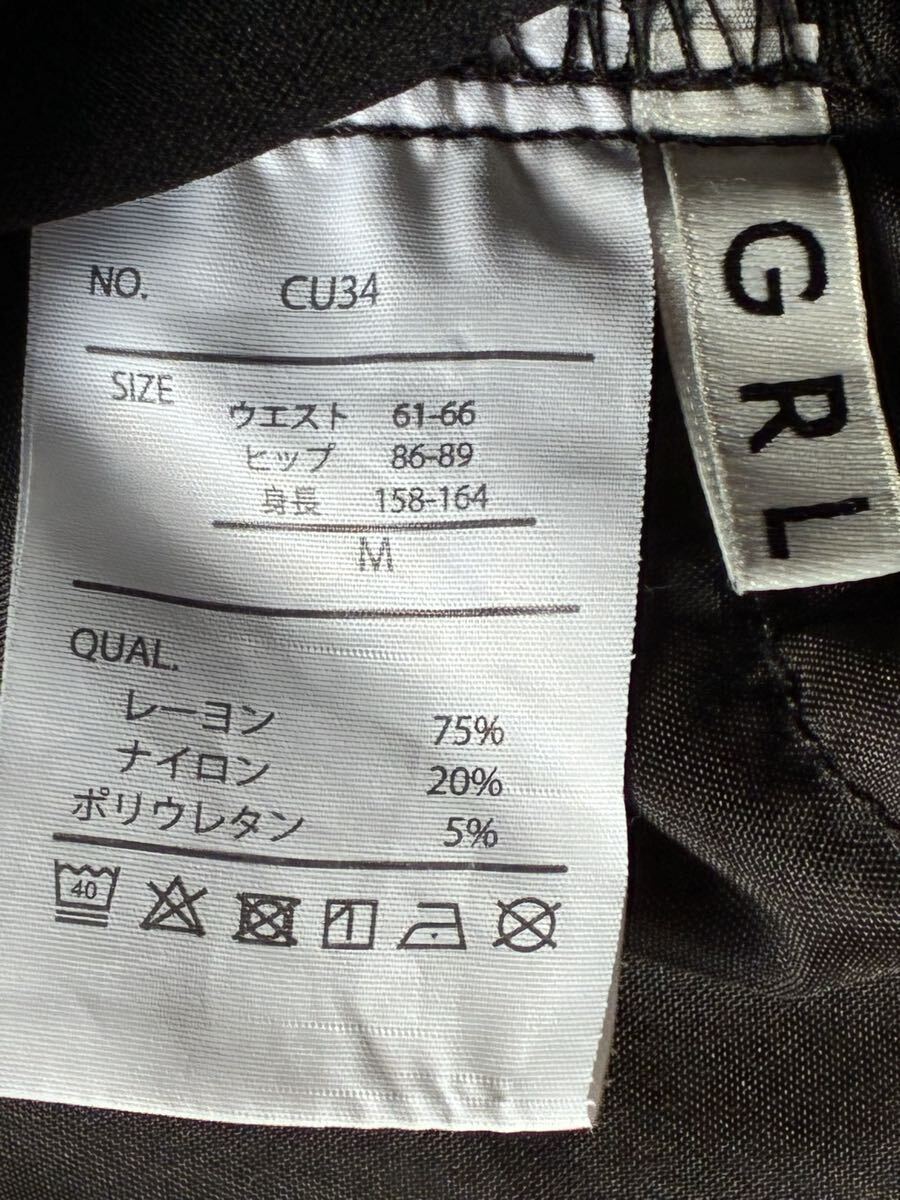 NO. CU34
SIZE
ウエスト 61-66
ヒップ 86-89
身長 158-164
M
QUAL.
レーヨン 75%
ナイロン 20%
ポリウレタン 5%
40
GRL